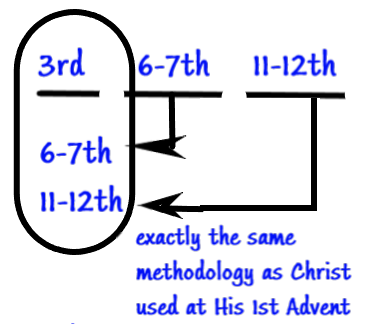 3rd 6-7th 11-12th
6-7th
11-12th
exactly the same
methodology as Christ
used at His 1st Advent